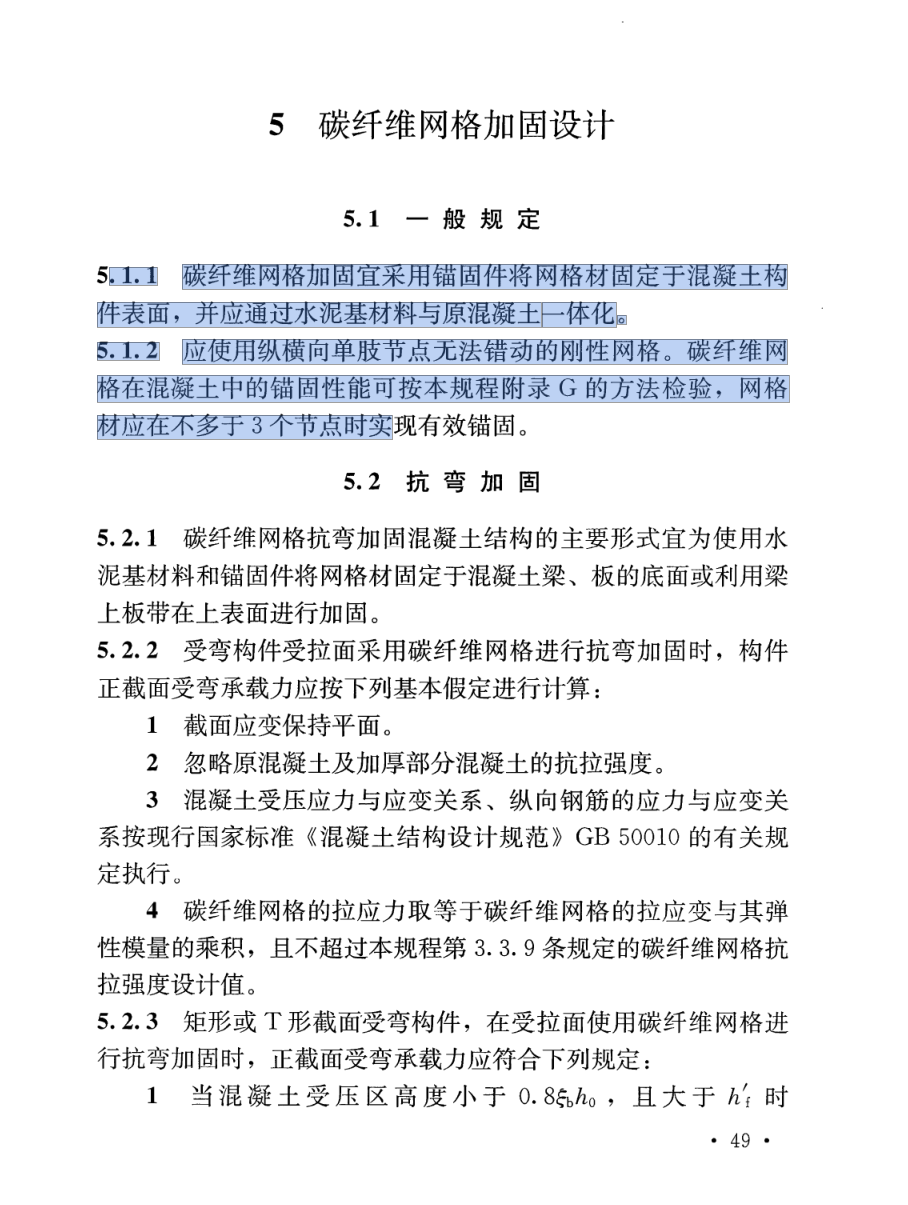 5 碳纤维网格加固设计
5.1 一般规定
5.1.1 碳纤维网格加固宜采用锚固件将网格材固定于混凝土构
件表面，并应通过水泥基材料与原混凝土一体化。
5.1.2 应使用纵横向单肢节点无法错动的刚性网格。碳纤维网
格在混凝土中的锚固性能可按本规程附录 G 的方法检验，网格
材应在不多于 3 个节点时实现有效锚固。
5.2 抗弯加固
5.2.1 碳纤维网格抗弯加固混凝土结构的主要形式宜为使用水
泥基材料和锚固件将网格材固定于混凝土梁、板的底面或利用梁
上板带在上表面进行加固。
5.2.2 受弯构件受拉面采用碳纤维网格进行抗弯加固时，构件
正截面受弯承载力应按下列基本假定进行计算：
1 截面应变保持平面。
2 忽略原混凝土及加厚部分混凝土的抗拉强度。
3 混凝土受压应力与应变关系、纵向钢筋的应力与应变关
系按现行国家标准《混凝土结构设计规范》GB 50010 的有关规
定执行。
4 碳纤维网格的拉应力取等于碳纤维网格的拉应变与其弹
性模量的乘积，且不超过本规程第 3.3.9 条规定的碳纤维网格抗
拉强度设计值。
5.2.3 矩形或 T 形截面受弯构件，在受拉面使用碳纤维网格进
行抗弯加固时，正截面受弯承载力应符合下列规定：
1 当混凝土受压区高度小于 0.8ξbh0，且大于 h′f 时
· 49 ·